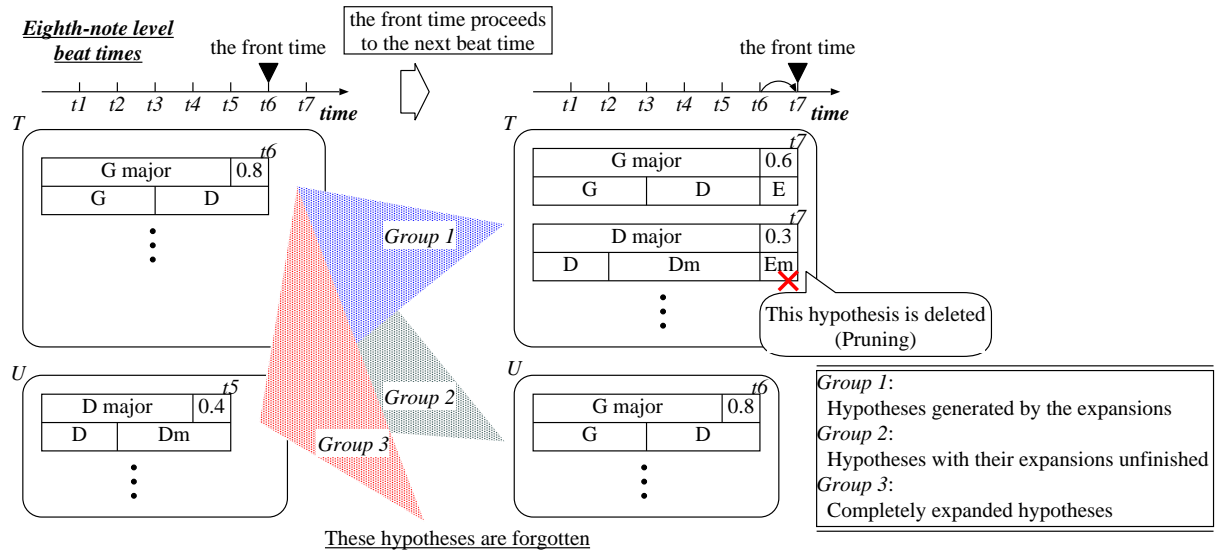 Eighth-note level
beat times
the front time
t1 t2 t3 t4 t5 t6 t7
time
the front time proceeds
to the next beat time
the front time
t1 t2 t3 t4 t5 t6 t7
time
T
t6
G major 0.8
G D
U
t5
D major 0.4
D Dm
Group 1
Group 2
Group 3
These hypotheses are forgotten
T
t7
G major 0.6
G D E
t7
D major 0.3
D Dm Em
This hypothesis is deleted
(Pruning)
U
t6
G major 0.8
G D
Group 1:
Hypotheses generated by the expansions
Group 2:
Hypotheses with their expansions unfinished
Group 3:
Completely expanded hypotheses